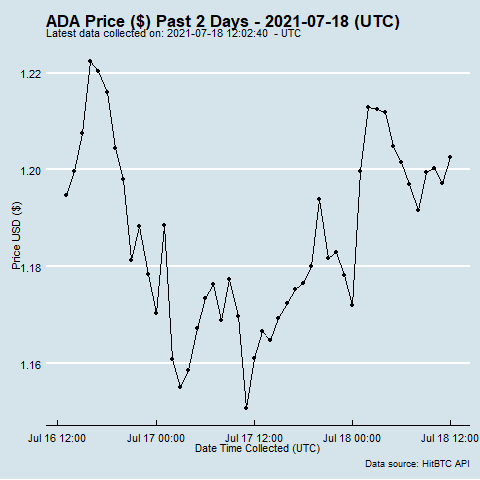 ADA Price ($) Past 2 Days - 2021-07-18 (UTC)
Latest data collected on: 2021-07-18 12:02:40  - UTC
1.22
1.20
1.18
1.16
Price USD ($)
Jul 16 12:00
Jul 17 00:00
Jul 17 12:00
Jul 18 00:00
Jul 18 12:00
Date Time Collected (UTC)
Data source: HitBTC API